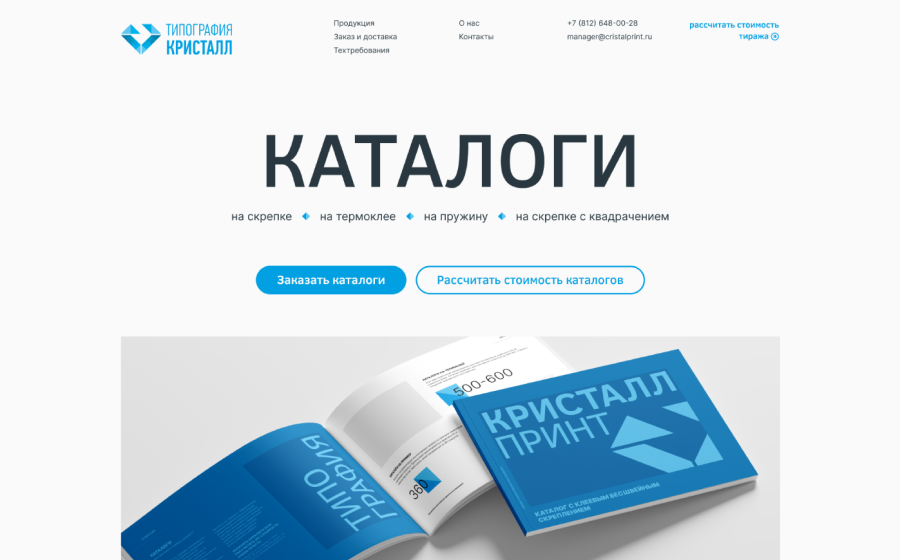 ТИПОГРАФИЯ
КРИСТАЛЛ
Продукция
Заказ и доставка
Техтребования
О нас
Контакты
+7 (812) 648-00-28
manager@cristalprint.ru
рассчитать стоимость
тиража
КАТАЛОГИ
на скрепке
на термоклее
на пружину
на скрепке с квадрачением
Заказать каталоги
Рассчитать стоимость каталогов
500-600
360
ТИПО
ГРАФИЯ
КРИСТАЛЛ
ПРИНТ
КАТАЛОГ С КЛЕЕВЫМ БЕСШВЕЙНЫМ
СКРЕПЛЕНИЕМ